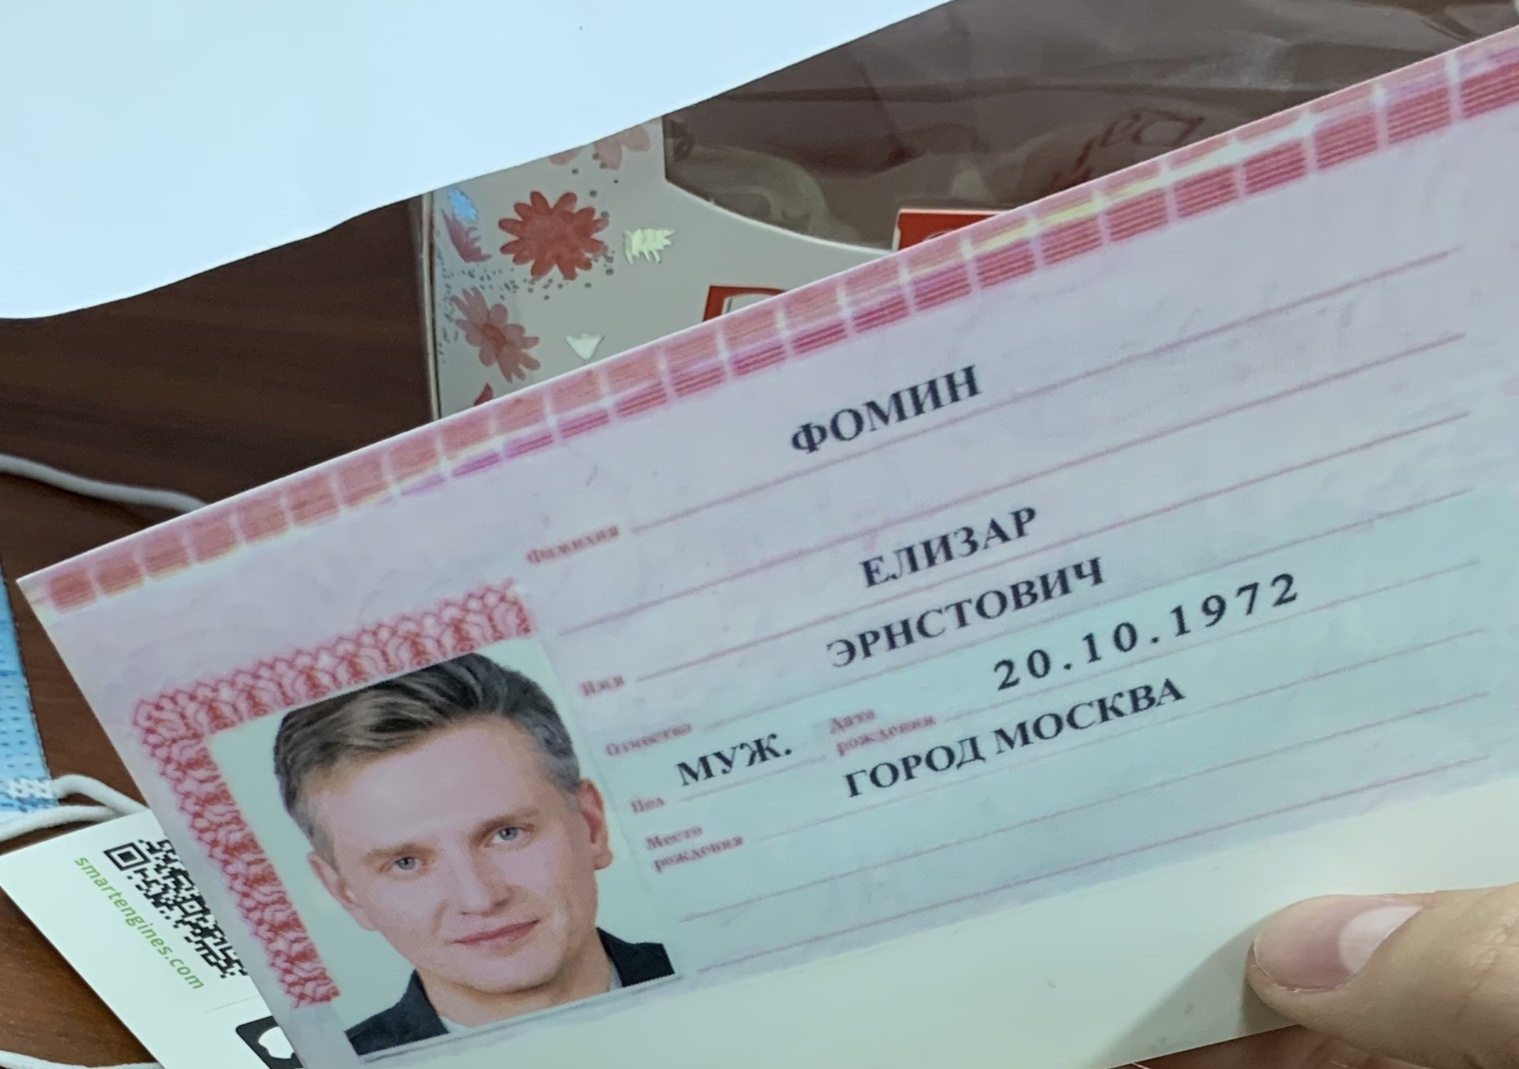 ФОМИН
Фамилия
ЕЛИЗАР
Имя
ЭРНСТОВИЧ
Отчество
МУЖ.
Пол
Дата рождения
20.10.1972
ГОРОД МОСКВА
Место рождения
smartengines.com